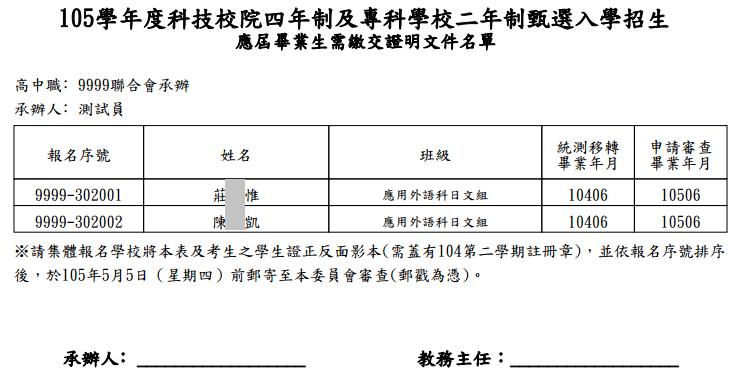 105學年度科技校院四年制及專科學校二年制甄選入學招生
應屆畢業生需繳交證明文件名單
高中職: 9999聯合會承辦
承辦人: 測試員
報名序號 姓名 班級 統測移轉畢業年月 申請審查畢業年月
9999-302001 莊 惟 應用外語科日文組 10406 10506
9999-302002 陳 凱 應用外語科日文組 10406 10506
※請集體報名學校將本表及考生之學生證正反面影本(需蓋有104第二學期註冊章)，並依報名序號排序
後，於105年5月5日（星期四）前郵寄至本委員會審查(郵戳為憑)。
承辦人: ________________ 教務主任：________________